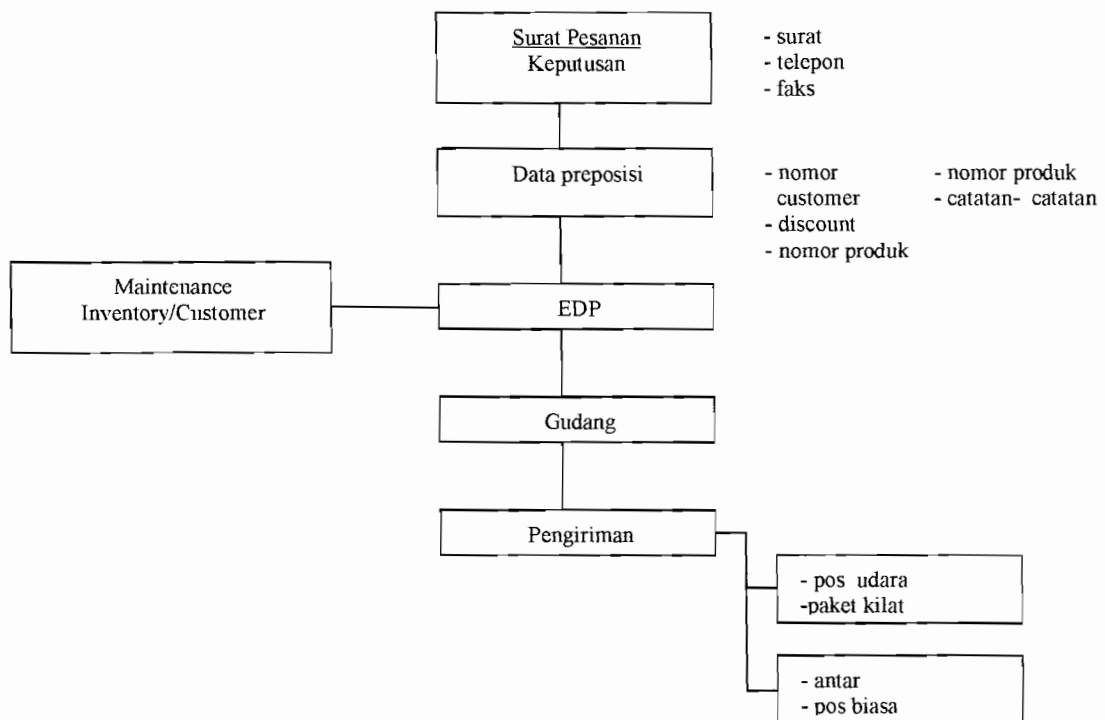 Surat Pesanan
Keputusan
- surat
- telepon
- faks
Data preposisi
- nomor
customer
- discount
- nomor produk
- nomor produk
- catatan- catatan
Maintenance
Inventory/Customer
EDP
Gudang
Pengiriman
- pos udara
-paket kilat
- antar
- pos biasa